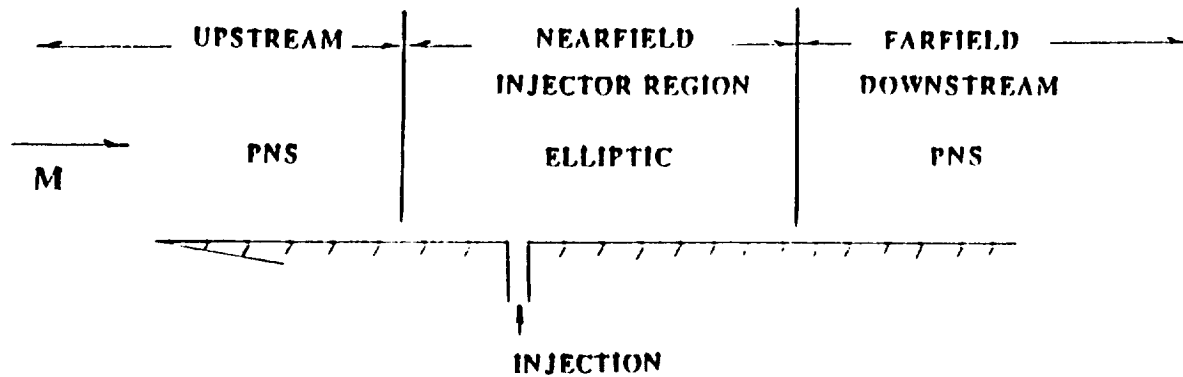 UPSTREAM NEARFIELD FARFIELD
INJECTOR REGION DOWNSTREAM
PNS ELLIPTIC PNS
M
INJECTION